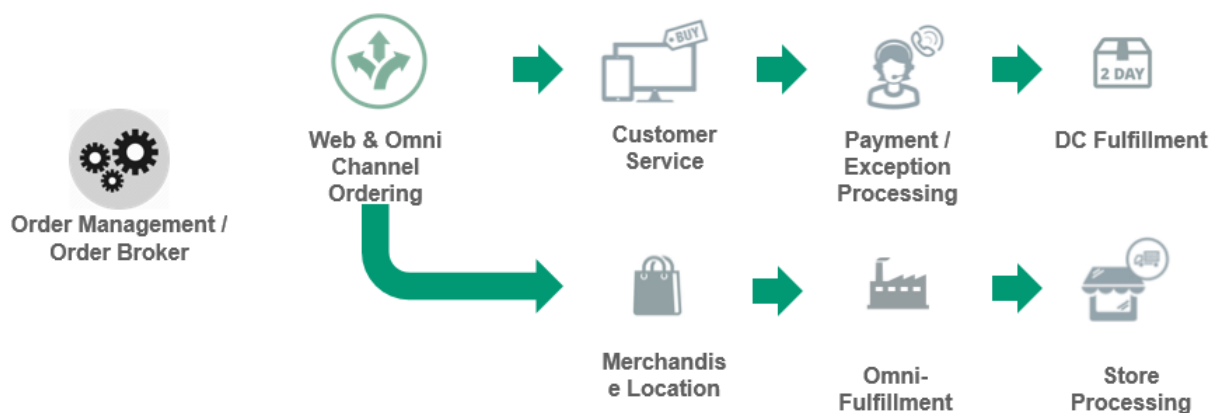 BUY
2 DAY
Web & Omni
Channel
Ordering
Customer
Service
Payment /
Exception
Processing
DC Fulfillment
Order Management /
Order Broker
Merchandis
e Location
Omni-
Fulfillment
Store
Processing